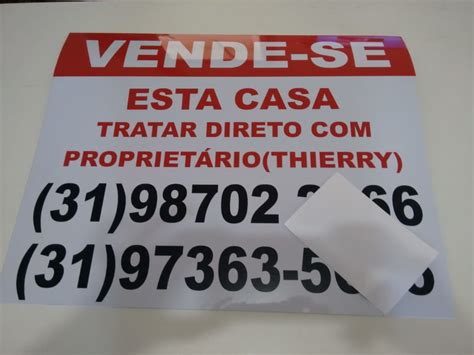 VENDE-SE
ESTA CASA
TRATAR DIRETO COM
PROPRIETÁRIO(THIERRY)
(31)98702
(31)97363-5